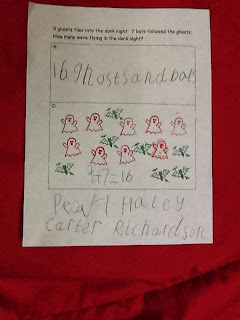 9 ghosts flew into the dark night. 7 bats followed the ghosts.
How many were flying in the dark night?
A
16 ghosts and bats
9+7=16
Pearl Haley
Carter Richardson